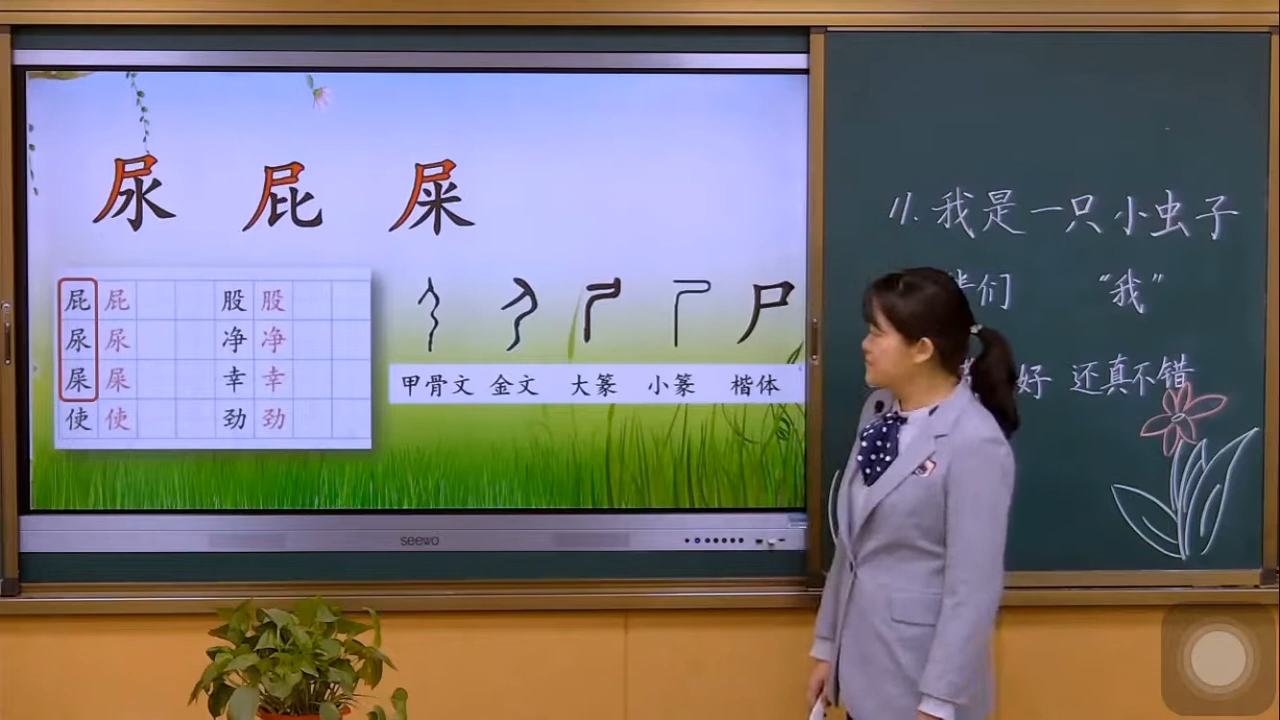 尿 屁 屎
屁 屁 股 股
尿 尿 净 净
屎 屎 幸 幸
使 使 劲 劲
尸
甲骨文 金文 大篆 小篆 楷体
seewo
11. 我是一只小虫子
们 “我”
好 还真不错